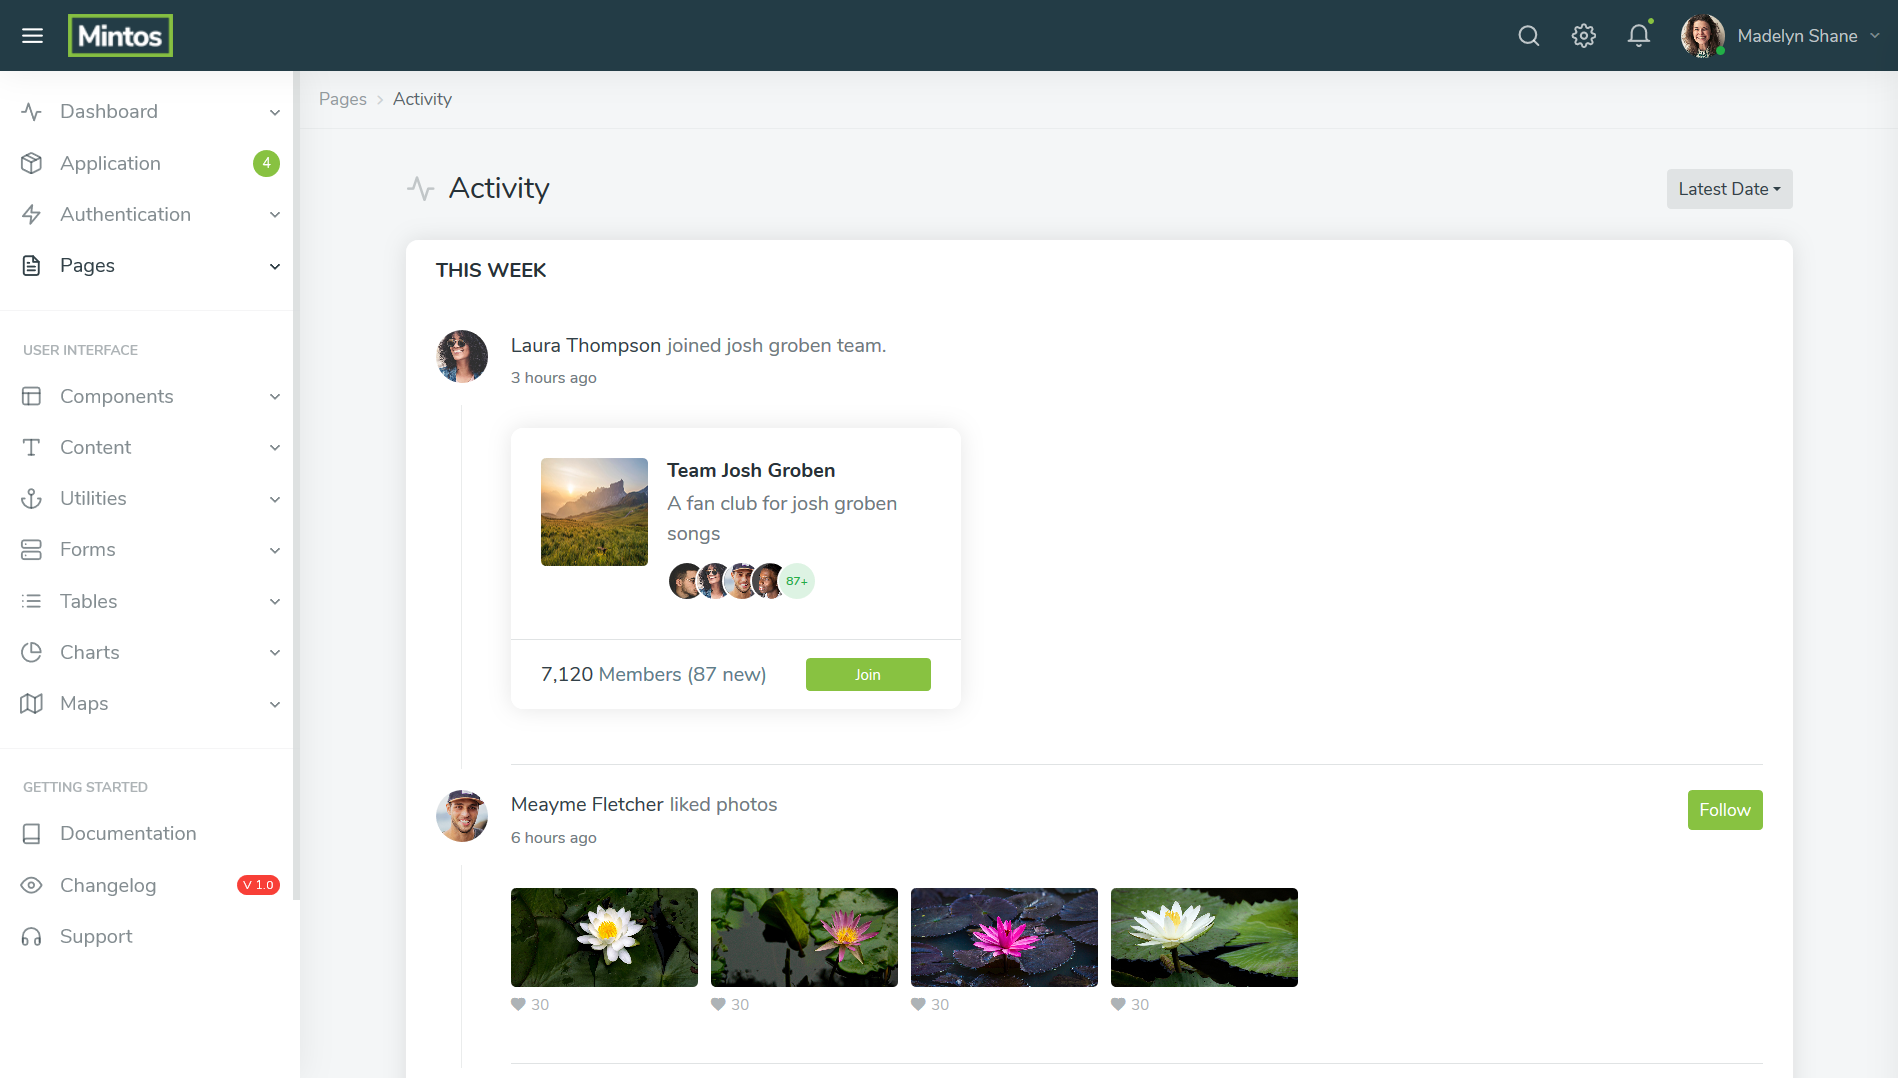 Mintos
Madelyn Shane
Dashboard
Application
4
Authentication
Pages
USER INTERFACE
Components
Content
Utilities
Forms
Tables
Charts
Maps
GETTING STARTED
Documentation
Changelog
V 1.0
Support
Pages > Activity
Activity
Latest Date
THIS WEEK
Laura Thompson joined josh groben team.
3 hours ago
Team Josh Groben
A fan club for josh groben
songs
87+
7,120 Members (87 new)
Join
Meayme Fletcher liked photos
6 hours ago
Follow
30
30
30
30